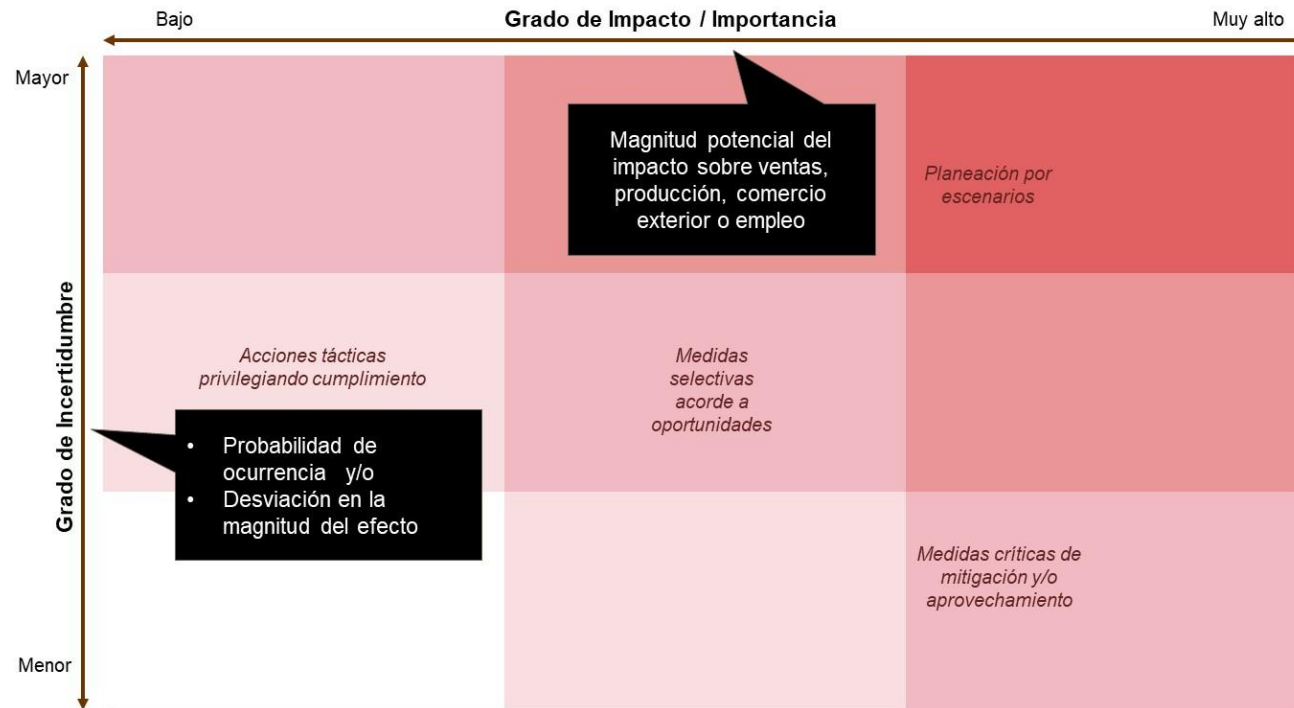 Bajo
Grado de Impacto / Importancia
Muy alto
Mayor
Magnitud potencial del
impacto sobre ventas,
producción, comercio
exterior o empleo
Planeación por
escenarios
Grado de Incertidumbre
Acciones tácticas
privilegiando cumplimiento
Medidas
selectivas
acorde a
oportunidades
• Probabilidad de
ocurrencia y/o
• Desviación en la
magnitud del efecto
Medidas críticas de
mitigación y/o
aprovechamiento
Menor